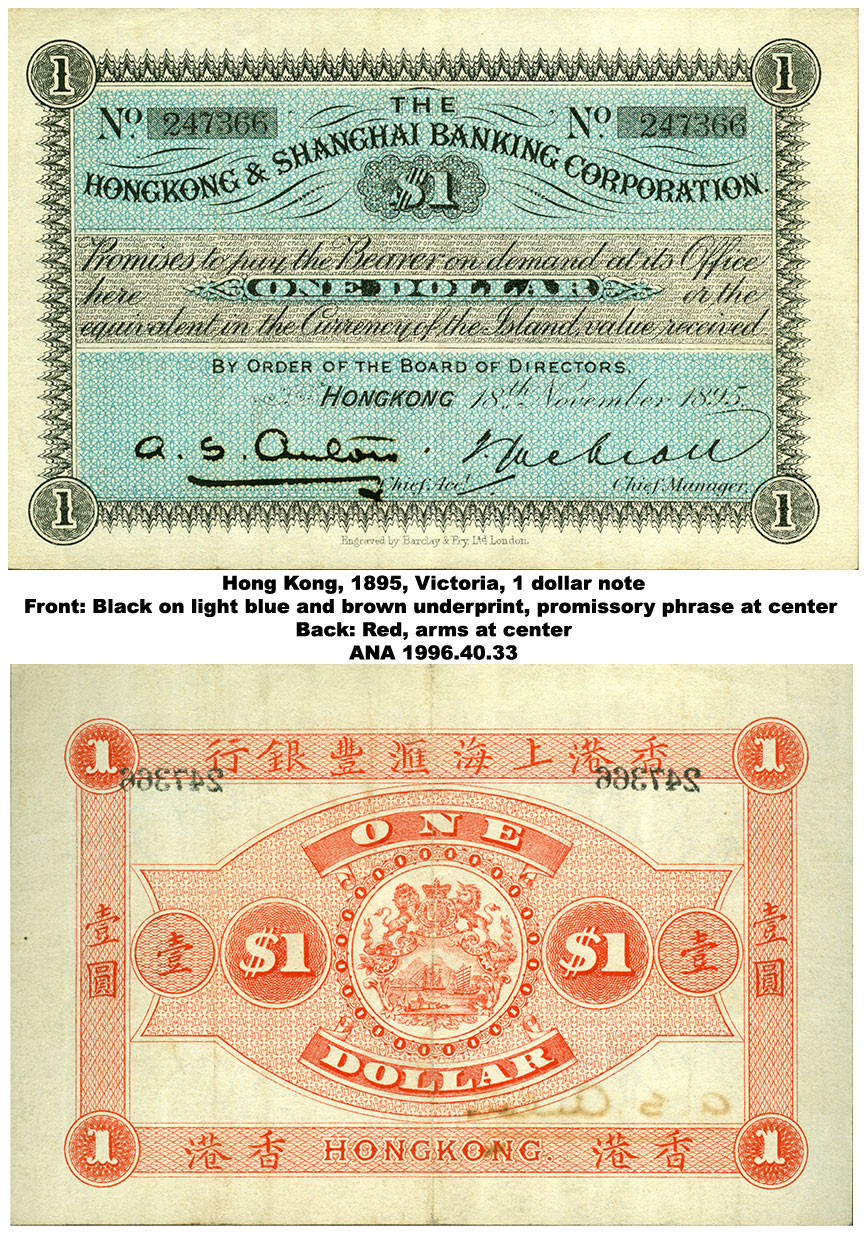 1 1
THE
No. 247366 No. 247366
HONGKONG & SHANGHAI BANKING CORPORATION.
$1
Promises to pay the Bearer on demand at its Office
here ONE DOLLAR or the
equivalent in the Currency of the Island, value received
BY ORDER OF THE BOARD OF DIRECTORS.
HONGKONG 18th November 1895.
A. S.
Chief Acct. Chief Manager.
1 1
Engraved by Barclay & Fry, Ltd. London.
Hong Kong, 1895, Victoria, 1 dollar note
Front: Black on light blue and brown underprint, promissory phrase at center
Back: Red, arms at center
ANA 1996.40.33
1 行銀豐滙海上港香 1
247366 247366
ONE
壹圓 壹 $1 $1 壹 壹圓
DOLLAR
1 港香 HONGKONG. 港香 1